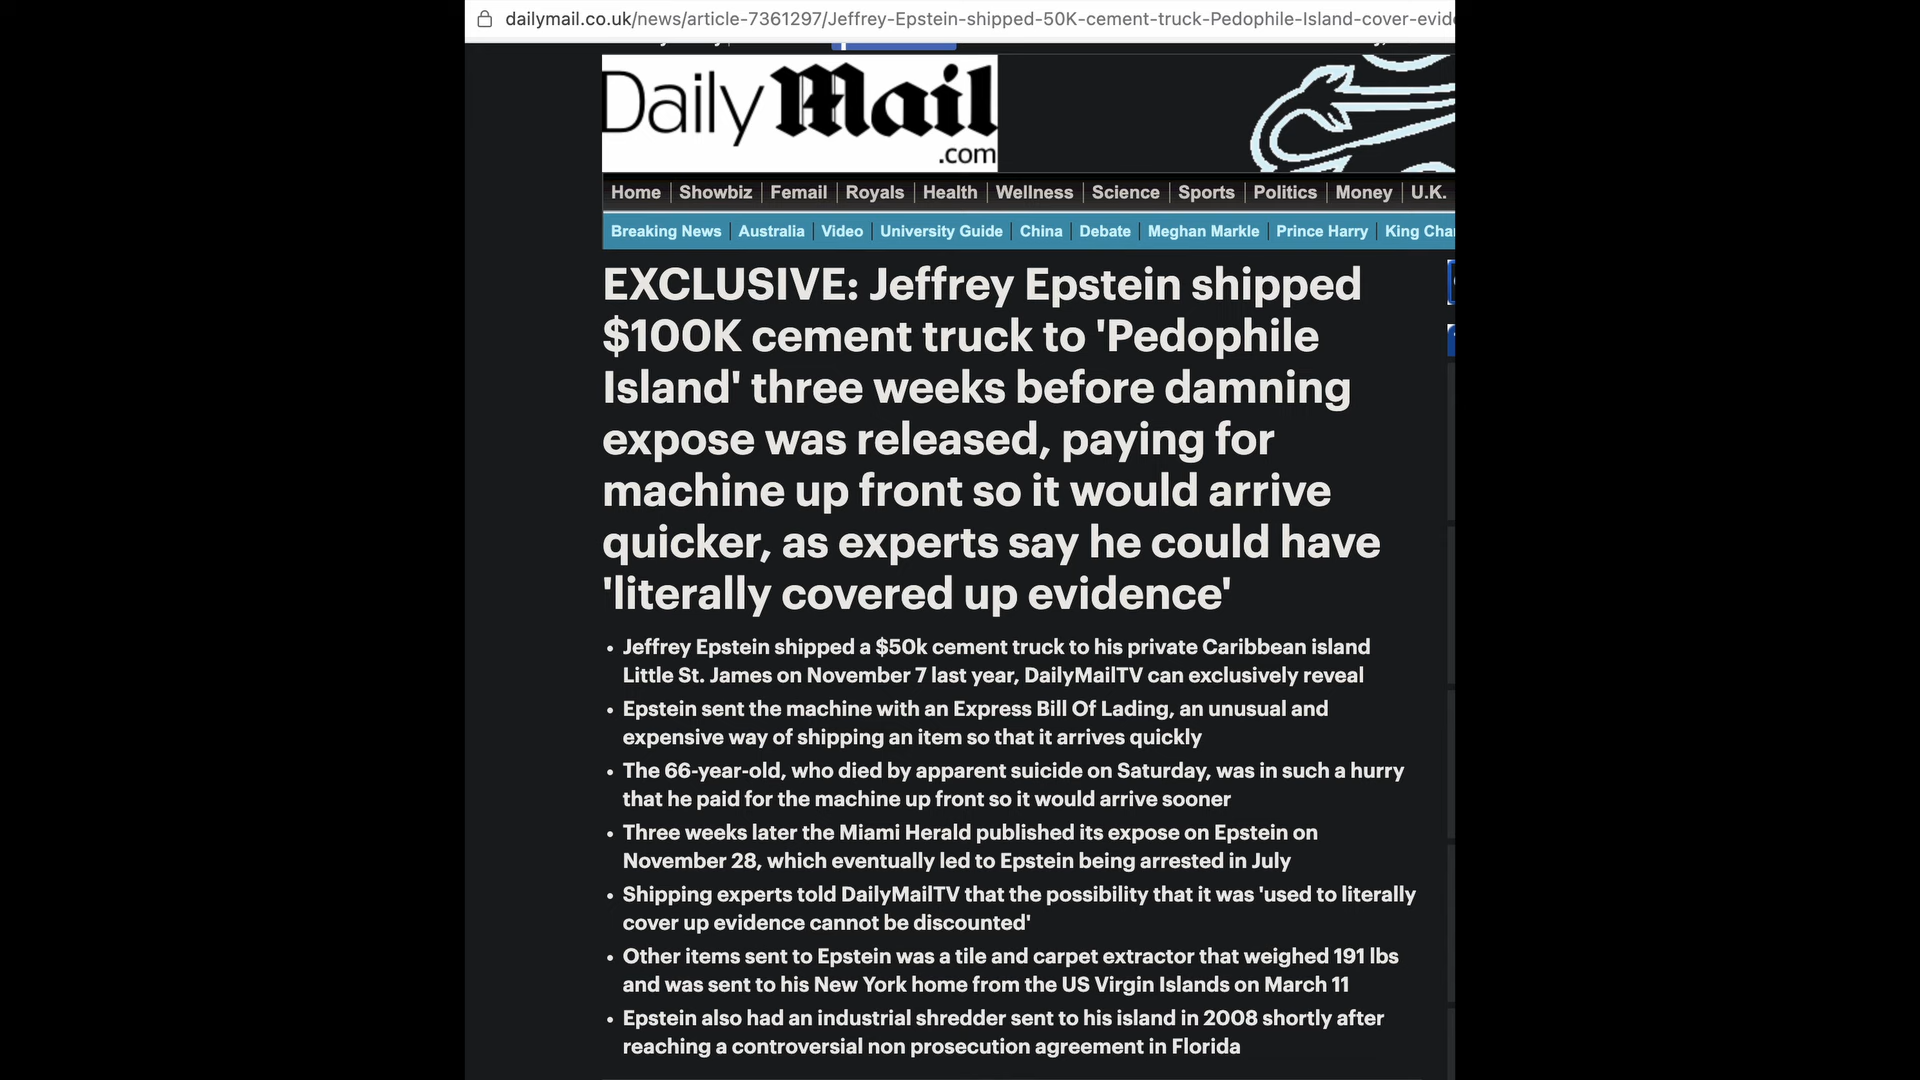 dailymail.co.uk/news/article-7361297/Jeffrey-Epstein-shipped-50K-cement-truck-Pedophile-Island-cover-evid
Daily Mail
.com
Home Showbiz Femail Royals Health Wellness Science Sports Politics Money U.K.
Breaking News Australia Video University Guide China Debate Meghan Markle Prince Harry King Cha
EXCLUSIVE: Jeffrey Epstein shipped
$100K cement truck to 'Pedophile
Island' three weeks before damning
expose was released, paying for
machine up front so it would arrive
quicker, as experts say he could have
'literally covered up evidence'
• Jeffrey Epstein shipped a $50k cement truck to his private Caribbean island
Little St. James on November 7 last year, DailyMailTV can exclusively reveal
• Epstein sent the machine with an Express Bill Of Lading, an unusual and
expensive way of shipping an item so that it arrives quickly
• The 66-year-old, who died by apparent suicide on Saturday, was in such a hurry
that he paid for the machine up front so it would arrive sooner
• Three weeks later the Miami Herald published its expose on Epstein on
November 28, which eventually led to Epstein being arrested in July
• Shipping experts told DailyMailTV that the possibility that it was 'used to literally
cover up evidence cannot be discounted'
• Other items sent to Epstein was a tile and carpet extractor that weighed 191 lbs
and was sent to his New York home from the US Virgin Islands on March 11
• Epstein also had an industrial shredder sent to his island in 2008 shortly after
reaching a controversial non prosecution agreement in Florida